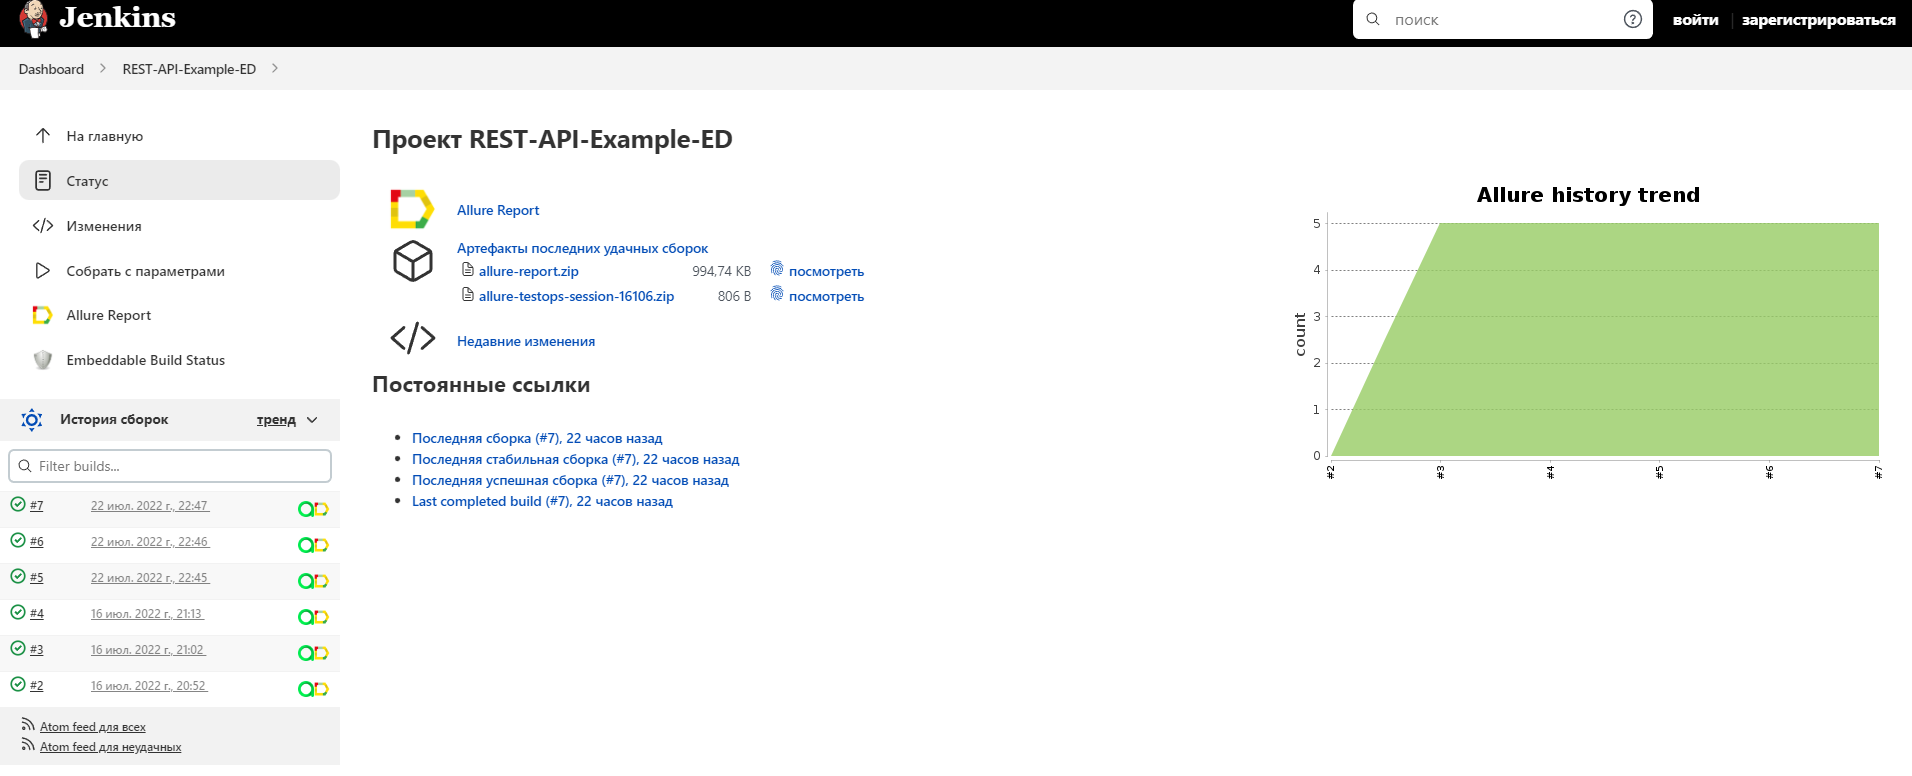 Jenkins
поиск
войти
зарегистрироваться
Dashboard
REST-API-Example-ED
На главную
Статус
Изменения
Собрать с параметрами
Allure Report
Embeddable Build Status
История сборок
тренд
Filter builds...
#7 22 июл. 2022 г., 22:47
#6 22 июл. 2022 г., 22:46
#5 22 июл. 2022 г., 22:45
#4 16 июл. 2022 г., 21:13
#3 16 июл. 2022 г., 21:02
#2 16 июл. 2022 г., 20:52
Atom feed для всех
Atom feed для неудачных
Проект REST-API-Example-ED
Allure Report
Артефакты последних удачных сборок
allure-report.zip 994,74 KB посмотреть
allure-testops-session-16106.zip 806 B посмотреть
Недавние изменения
Постоянные ссылки
Последняя сборка (#7), 22 часов назад
Последняя стабильная сборка (#7), 22 часов назад
Последняя успешная сборка (#7), 22 часов назад
Last completed build (#7), 22 часов назад
Allure history trend
count
5
4
3
2
1
0
#2 #3 #4 #5 #6 #7